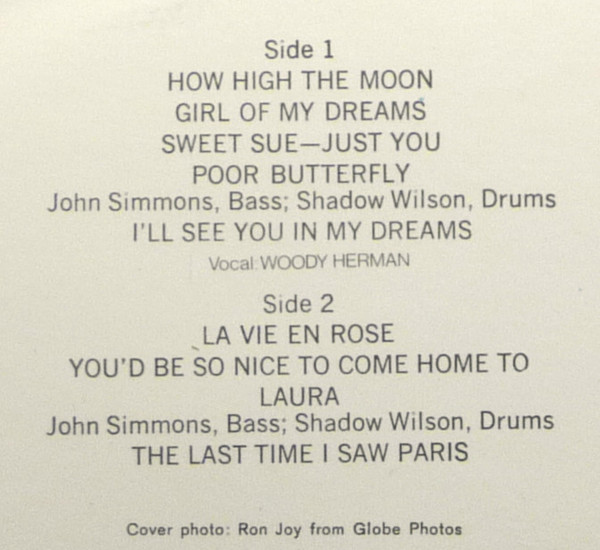 Side 1
HOW HIGH THE MOON
GIRL OF MY DREAMS
SWEET SUE—JUST YOU
POOR BUTTERFLY
John Simmons, Bass; Shadow Wilson, Drums
I'LL SEE YOU IN MY DREAMS
Vocal:WOODY HERMAN
Side 2
LA VIE EN ROSE
YOU'D BE SO NICE TO COME HOME TO
LAURA
John Simmons, Bass; Shadow Wilson, Drums
THE LAST TIME I SAW PARIS
Cover photo: Ron Joy from Globe Photos